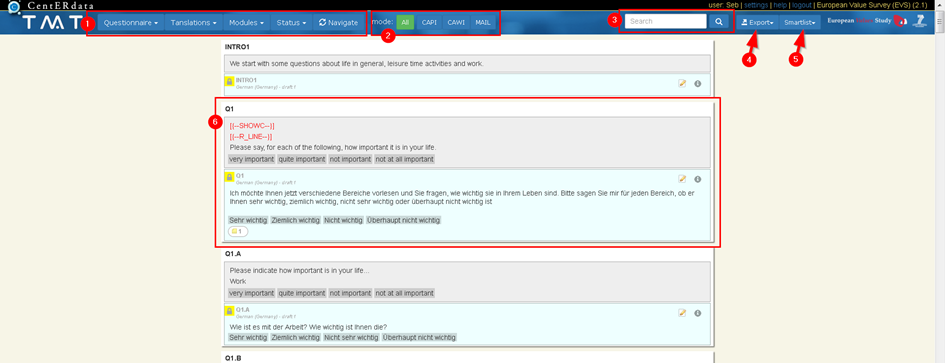 CentERdata
TMT
user: Seb | settings | help | logout | European Value Survey (EVS) (2.1)
1
Questionnaire
Translations
Modules
Status
Navigate
2
mode:
All
CAPI
CAWI
MAIL
3
Search
Export
Smartlist
European Values Study
4
5
INTRO1
We start with some questions about life in general, leisure time activities and work.
INTRO1
German (Germany) - draft1
6
Q1
[(--SHOWC--)]
[(--R_LINE--)]
Please say, for each of the following, how important it is in your life.
very important quite important not important not at all important
Q1
German (Germany) - draft1
Ich möchte Ihnen jetzt verschiedene Bereiche vorlesen und Sie fragen, wie wichtig sie in Ihrem Leben sind. Bitte sagen Sie mir für jeden Bereich, ob er
Ihnen sehr wichtig, ziemlich wichtig, nicht sehr wichtig oder überhaupt nicht wichtig
ist
Sehr wichtig Ziemlich wichtig Nicht wichtig Überhaupt nicht wichtig
1
Q1.A
Please indicate how important is in your life...
Work
very important quite important not important not at all important
Q1.A
German (Germany) - draft1
Wie ist es mit der Arbeit? Wie wichtig ist Ihnen die?
Sehr wichtig Ziemlich wichtig Nicht sehr wichtig Überhaupt nicht wichtig
Q1.B